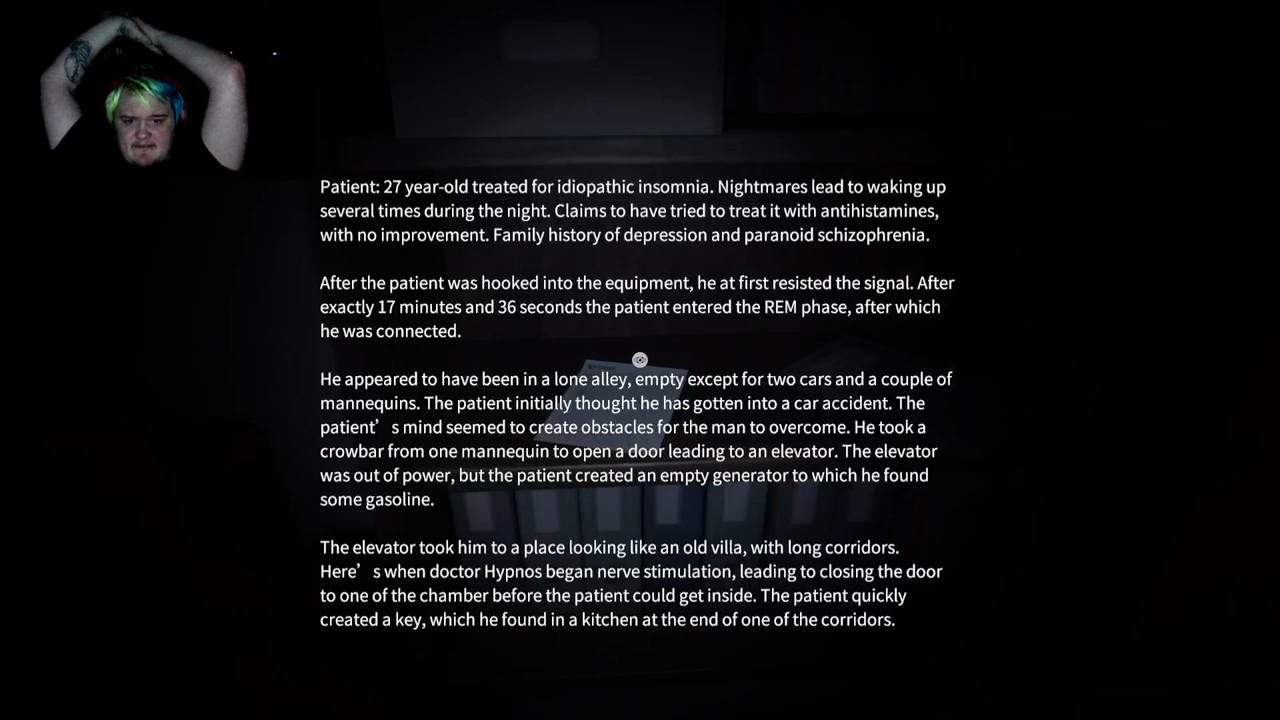 Patient: 27 year-old treated for idiopathic insomnia. Nightmares lead to waking up
several times during the night. Claims to have tried to treat it with antihistamines,
with no improvement. Family history of depression and paranoid schizophrenia.
After the patient was hooked into the equipment, he at first resisted the signal. After
exactly 17 minutes and 36 seconds the patient entered the REM phase, after which
he was connected.
He appeared to have been in a lone alley, empty except for two cars and a couple of
mannequins. The patient initially thought he has gotten into a car accident. The
patient’s mind seemed to create obstacles for the man to overcome. He took a
crowbar from one mannequin to open a door leading to an elevator. The elevator
was out of power, but the patient created an empty generator to which he found
some gasoline.
The elevator took him to a place looking like an old villa, with long corridors.
Here’s when doctor Hypnos began nerve stimulation, leading to closing the door
to one of the chamber before the patient could get inside. The patient quickly
created a key, which he found in a kitchen at the end of one of the corridors.